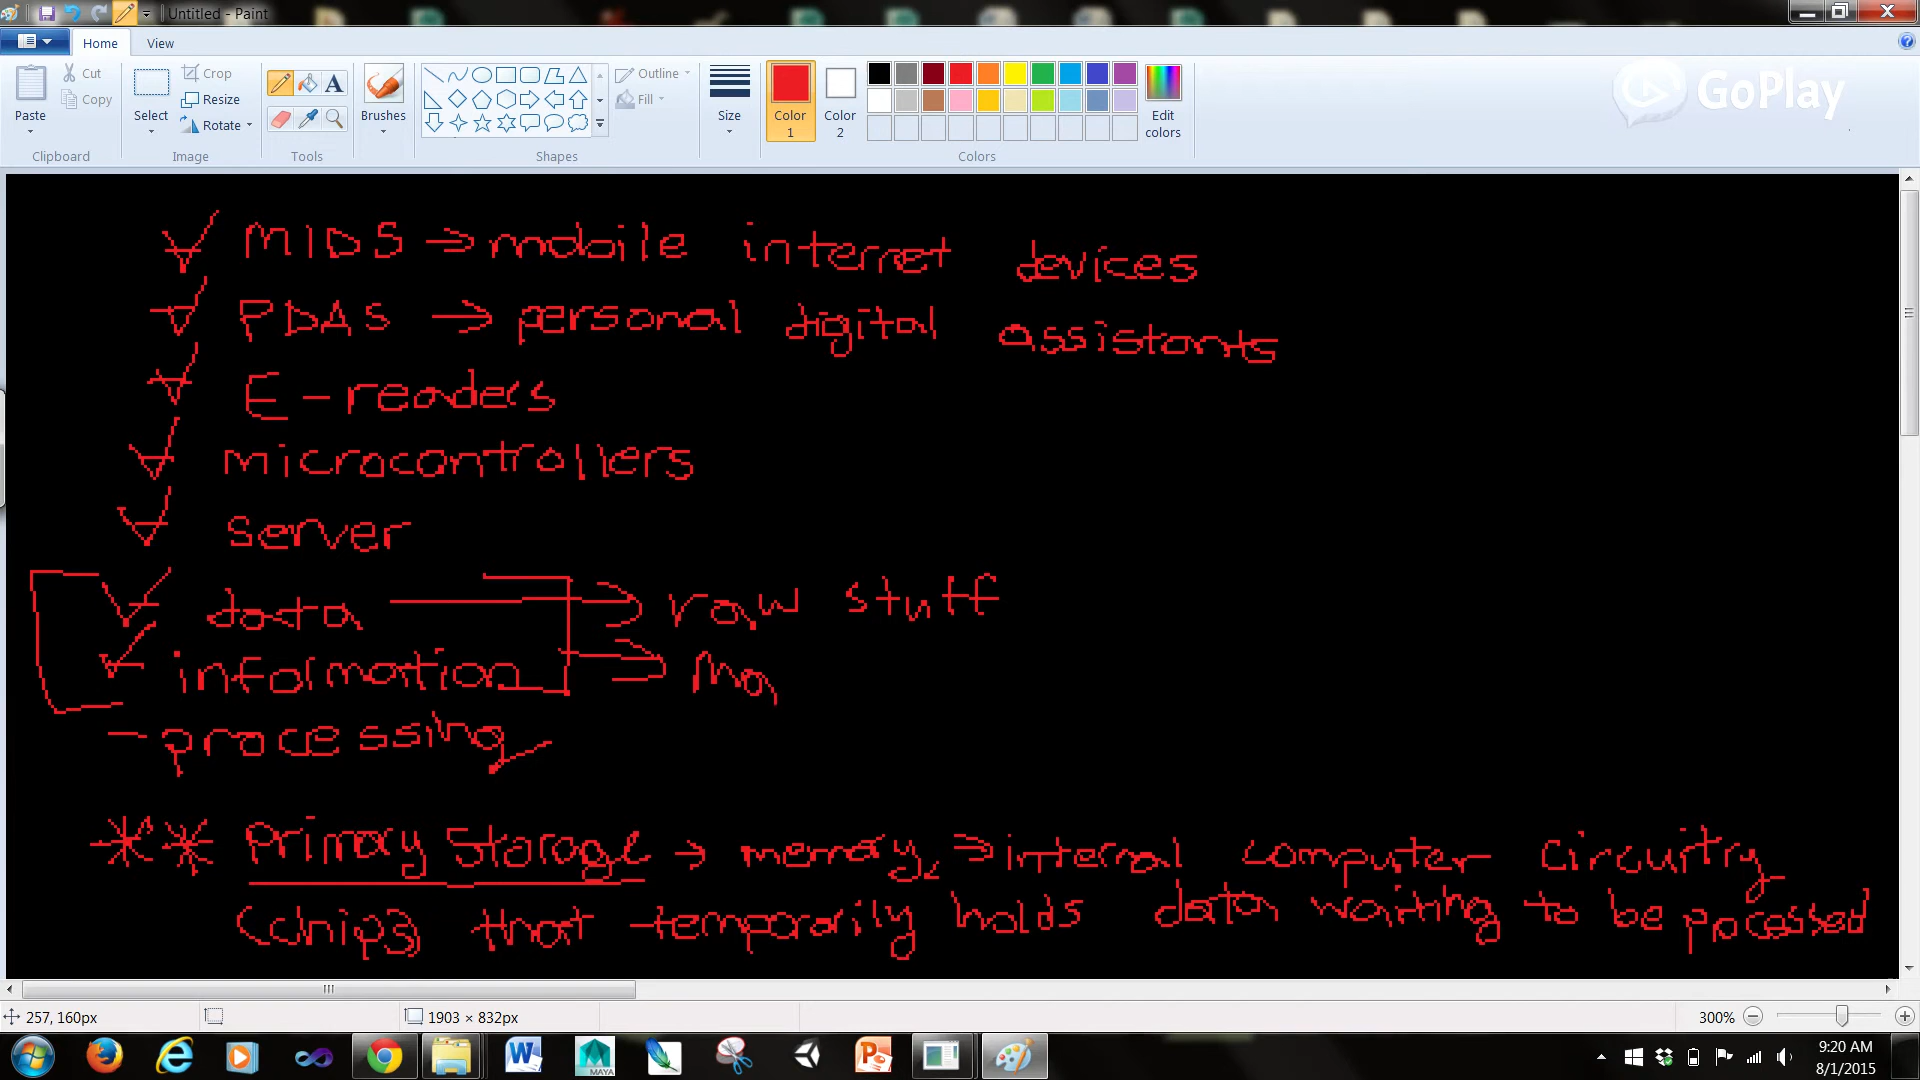 Untitled - Paint
Home View
Paste Cut Copy Clipboard
Select Crop Resize Rotate Image
Tools
Brushes
Outline Fill Shapes
Size
Color 1 Color 2 Edit colors Colors
GoPlay
MIDS → mobile internet devices
PDAS → personal digital assistants
E-readers
microcontrollers
server
data → raw stuff
information → Ma
- processing
** Primary Storage → memory → internal computer circuitry
(chips) that temporarily holds data waiting to be processed
257, 160px 1903 × 832px 300%
W MAYA P 9:20 AM
8/1/2015